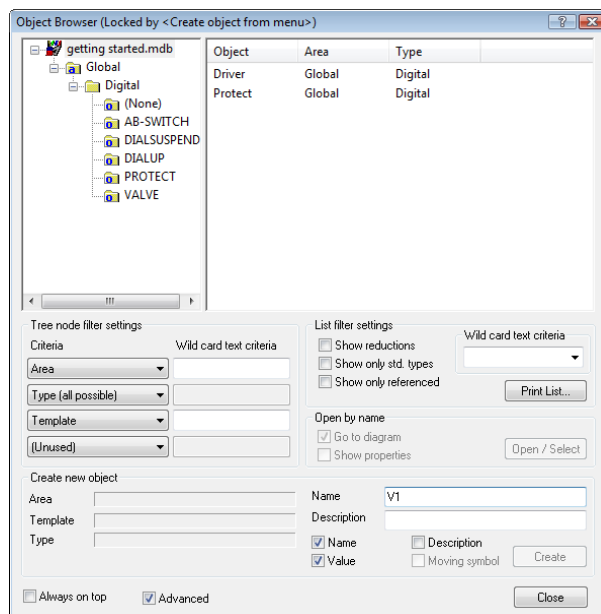 Object Browser (Locked by <Create object from menu>)
getting started.mdb
Global
Digital
(None)
AB-SWITCH
DIALSUSPEND
DIALUP
PROTECT
VALVE
Object Area Type
Driver Global Digital
Protect Global Digital
Tree node filter settings
Criteria Wild card text criteria
Area
Type (all possible)
Template
(Unused)
List filter settings
Show reductions
Show only std. types
Show only referenced
Wild card text criteria
Print List...
Open by name
Go to diagram
Show properties
Open / Select
Create new object
Area
Template
Type
Name V1
Description
Name Description
Value Moving symbol
Create
Always on top Advanced
Close